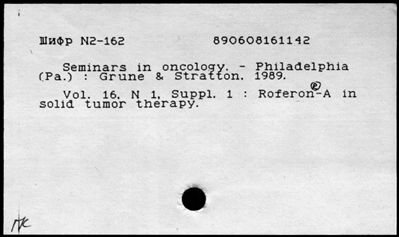 Шифр N2-162 890608161142
Seminars in oncology. - Philadelphia
(Pa.) : Grune & Stratton, 1989.
Vol. 16, N 1, Suppl. 1 : Roferon®-A in
solid tumor therapy.